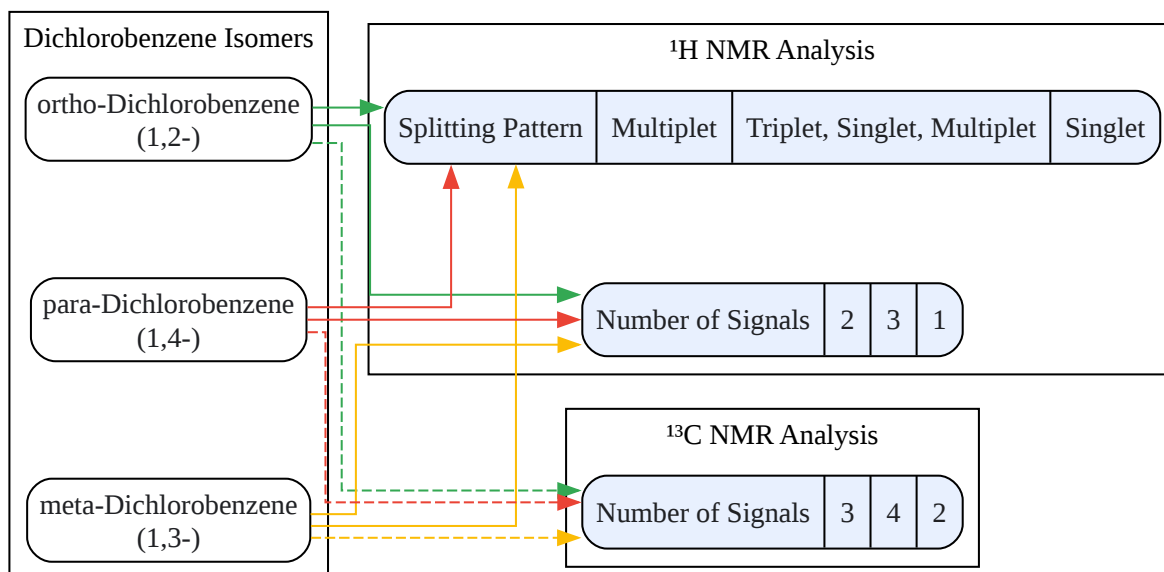 Dichlorobenzene Isomers
ortho-Dichlorobenzene
(1,2-)
para-Dichlorobenzene
(1,4-)
meta-Dichlorobenzene
(1,3-)
¹H NMR Analysis
Splitting Pattern Multiplet Triplet, Singlet, Multiplet Singlet
Number of Signals 2 3 1
¹³C NMR Analysis
Number of Signals 3 4 2